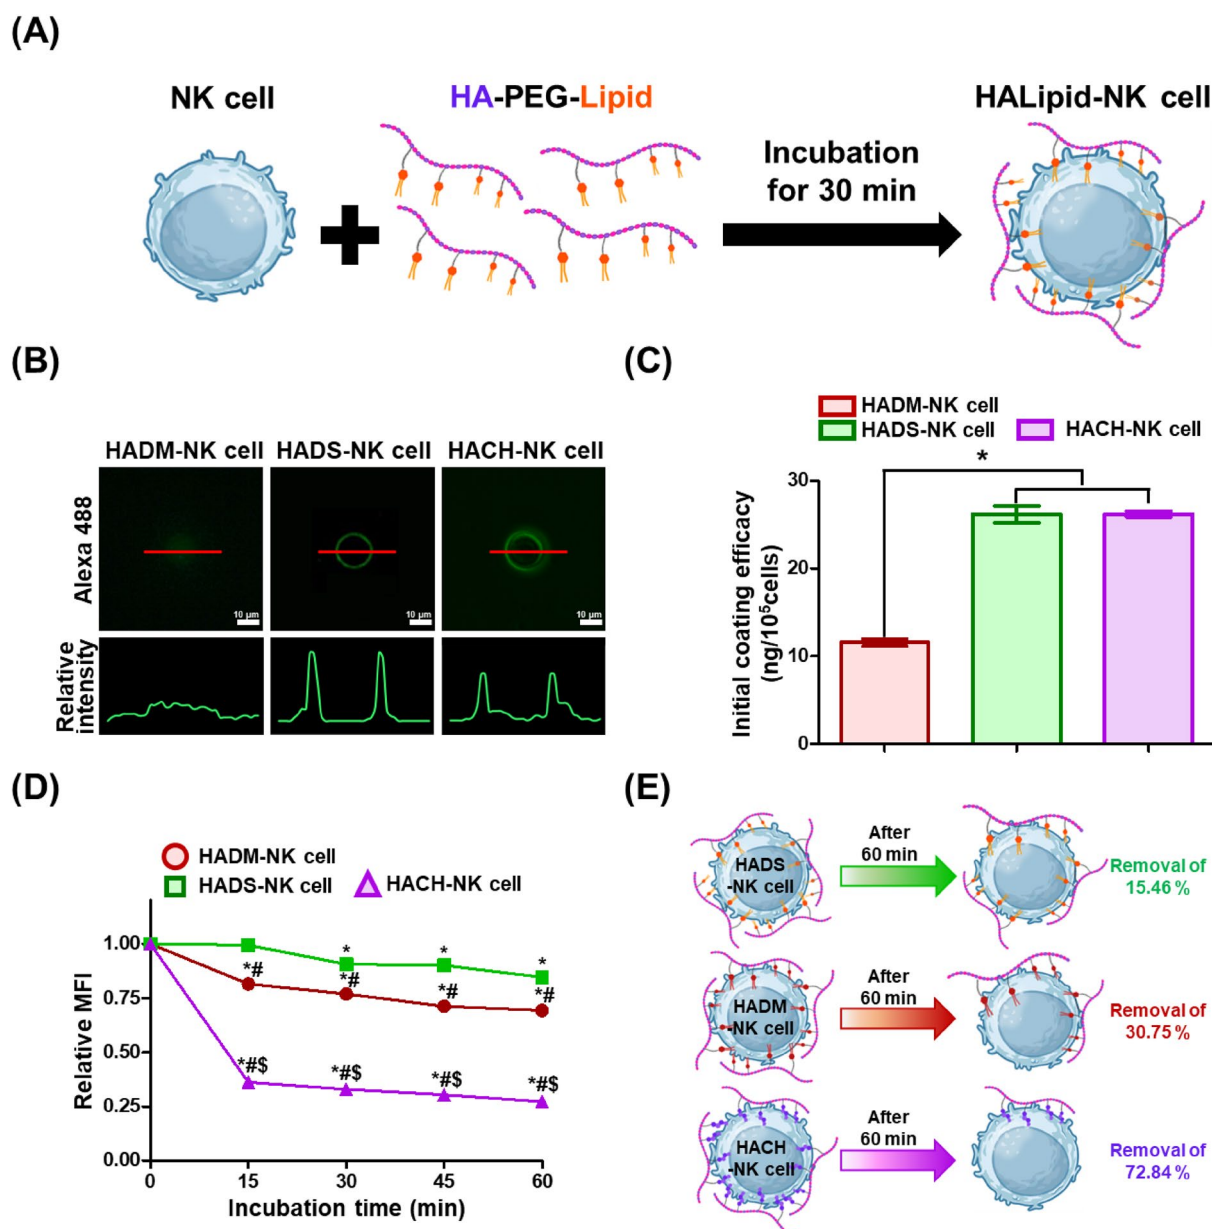 (A)
NK cell
HA-PEG-Lipid
HALipid-NK cell
Incubation
for 30 min
(B)
HADM-NK cell HADS-NK cell HACH-NK cell
Alexa 488
10 μm
10 μm
10 μm
Relative
intensity
(C)
HADM-NK cell
HADS-NK cell
HACH-NK cell
*
30
20
10
0
Initial coating efficacy
(ng/10⁵cells)
(D)
HADM-NK cell
HADS-NK cell
HACH-NK cell
1.00
0.75
0.50
0.25
0.00
Relative MFI
* * *
*# *# *# *#
*#$ *#$ *#$ *#$
0 15 30 45 60
Incubation time (min)
(E)
HADS
-NK cell
After
60 min
Removal of
15.46 %
HADM
-NK cell
After
60 min
Removal of
30.75 %
HACH
-NK cell
After
60 min
Removal of
72.84 %